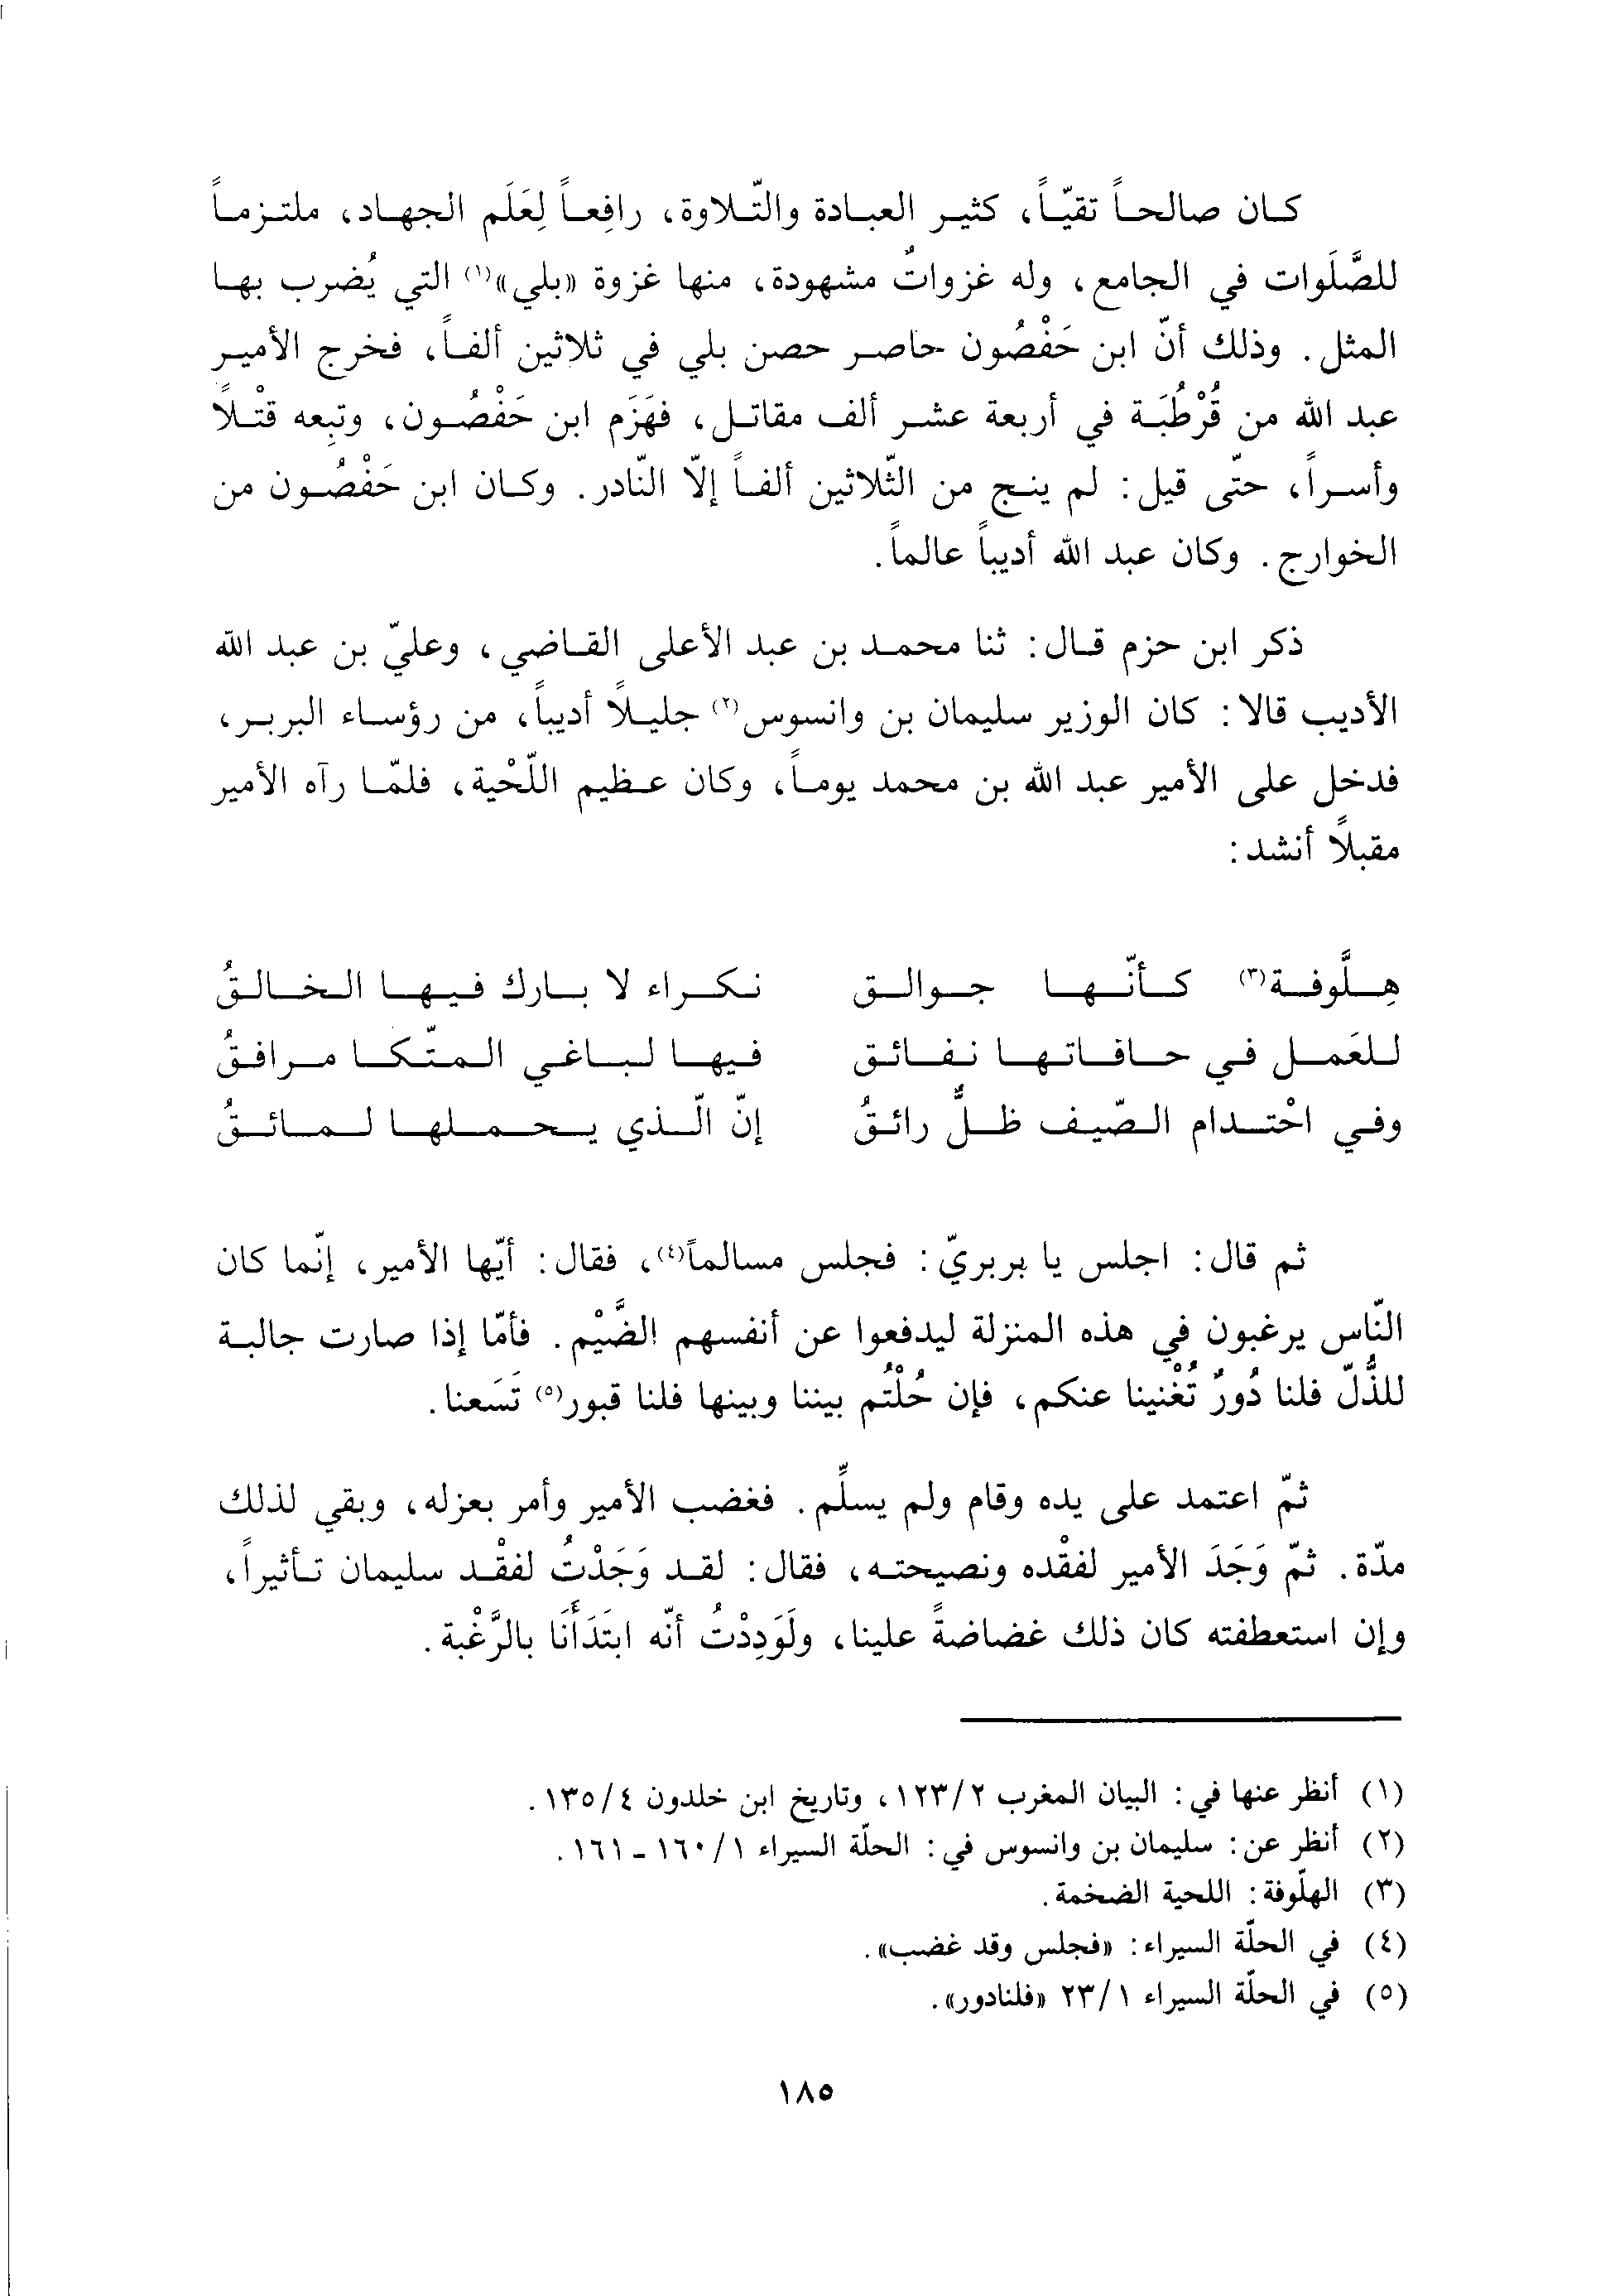 كان صالحاً تقيّاً، كثير العبادة والتّلاوة، رافِعاً لِعَلَم الجهاد، ملتزماً
للصَّلَوات في الجامع، وله غزواتٌ مشهودة، منها غزوة «بلي»(١) التي يُضرب بها
المثل. وذلك أنّ ابن حَفْصُون حاصر حصن بلي في ثلاثين ألفاً، فخرج الأمير
عبد الله من قُرْطُبَة في أربعة عشر ألف مقاتل، فهَزَم ابن حَفْصُون، وتبِعه قتْلاً
وأسراً، حتّى قيل: لم ينج من الثّلاثين ألفاً إلاّ النّادر. وكان ابن حَفْصُون من
الخوارج. وكان عبد الله أديباً عالماً.
ذكر ابن حزم قال: ثنا محمد بن عبد الأعلى القاضي، وعليّ بن عبد الله
الأديب قالا: كان الوزير سليمان بن وانسوس(٢) جليلاً أديباً، من رؤساء البربر،
فدخل على الأمير عبد الله بن محمد يوماً، وكان عظيم اللّحْية، فلمّا رآه الأمير
مقبلاً أنشد:
هِلَّوفة(٣) كأنّها جوالق نكراء لا بارك فيها الخالقُ
للعَمل في حافاتها نفائق فيها لباغي المتّكا مرافقُ
وفي احْتدام الصّيف ظلٌّ رائقُ إنّ الّذي يحملها لمائقُ
ثم قال: اجلس يا بربريّ: فجلس مسالماً(٤)، فقال: أيّها الأمير، إنّما كان
النّاس يرغبون في هذه المنزلة ليدفعوا عن أنفسهم الضَّيْم. فأمّا إذا صارت جالبة
للذُّلّ فلنا دُورٌ تُغْنينا عنكم، فإن حُلْتُم بيننا وبينها فلنا قبور(٥) تَسَعنا.
ثمّ اعتمد على يده وقام ولم يسلِّم. فغضب الأمير وأمر بعزله، وبقي لذلك
مدّة. ثمّ وَجَدَ الأمير لفقْده ونصيحته، فقال: لقد وَجَدْتُ لفقْد سليمان تأثيراً،
وإن استعطفته كان ذلك غضاضةً علينا، ولَوَدِدْتُ أنّه ابتَدَأَنَا بالرَّغْبة.
(١) أنظر عنها في: البيان المغرب ١٢٣/٢، وتاريخ ابن خلدون ١٣٥/٤.
(٢) أنظر عن: سليمان بن وانسوس في: الحلّة السيراء ١٦٠/١ ـ ١٦١.
(٣) الهلّوفة: اللحية الضخمة.
(٤) في الحلّة السيراء: «فجلس وقد غضب».
(٥) في الحلّة السيراء ٢٣/١ «فلنادور».
١٨٥